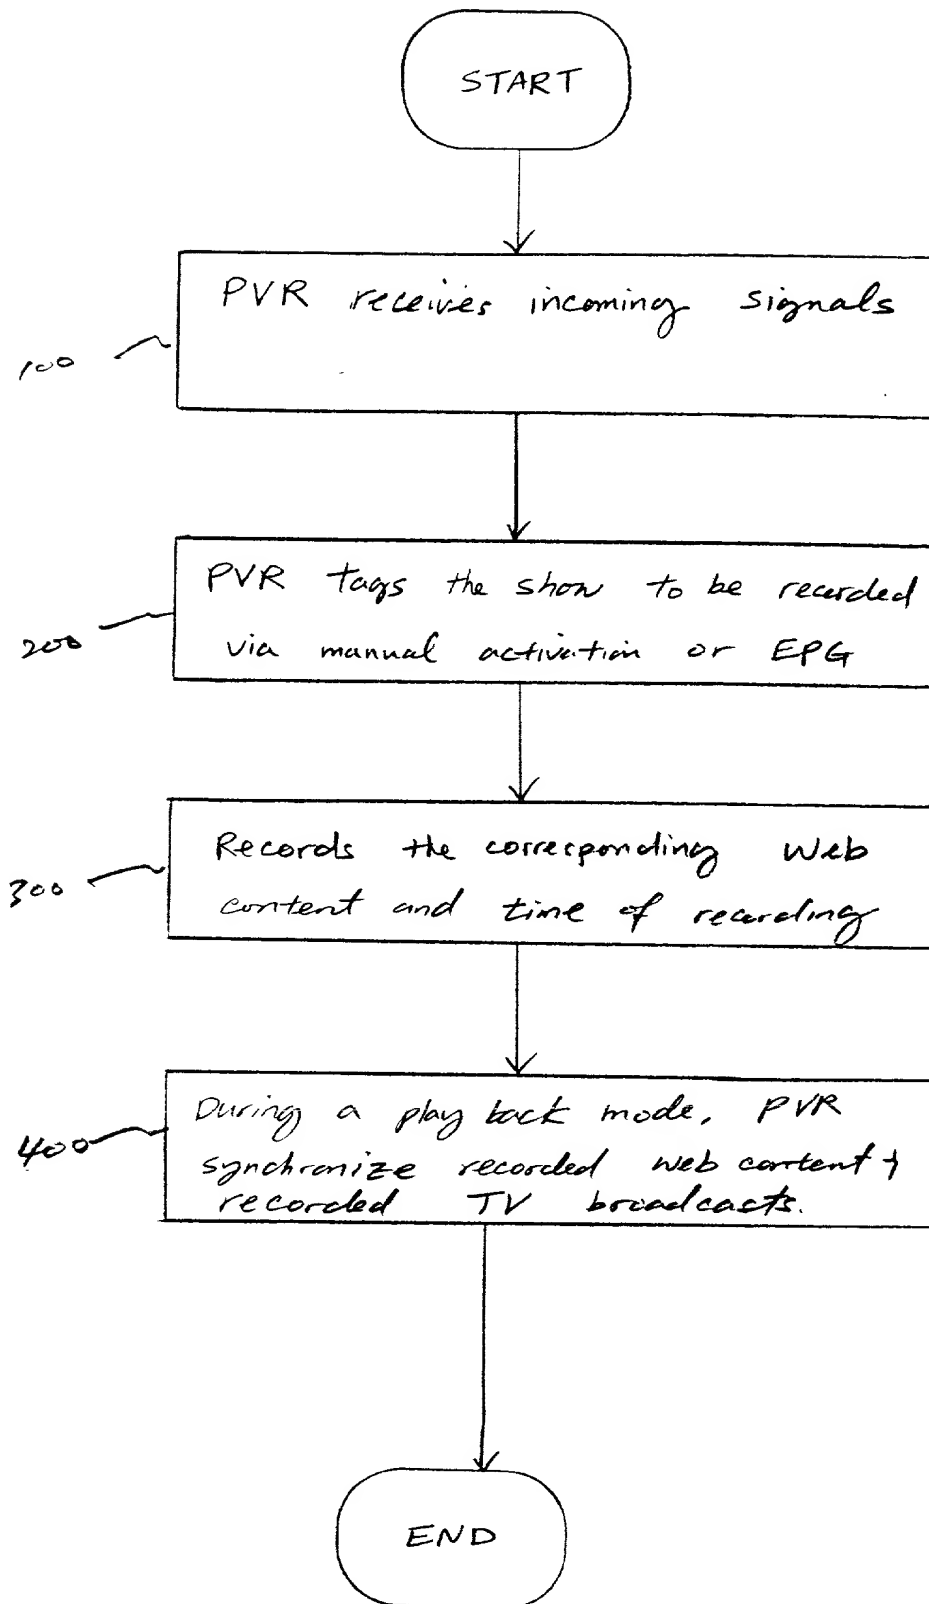 START
PVR receives incoming signals
100
PVR tags the show to be recorded
via manual activation or EPG
200
Records the corresponding Web
content and time of recording
300
During a play back mode, PVR
synchronize recorded web content +
recorded TV broadcasts.
400
END